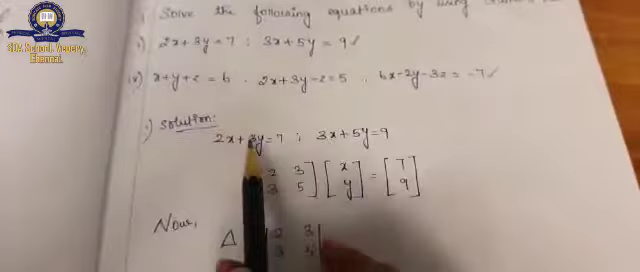 SDA School, Vepery, Chennai.
Solve the following equations by using
i) 2x+3y=7 ; 3x+5y=9
iv) x+y+z=6 , 2x+3y-z=5 , 6x-2y-3z=-7
i) Solution:
2x+3y=7 ; 3x+5y=9
2 3 x = 7
3 5 y 9
Now,
Δ 2 3
3 5